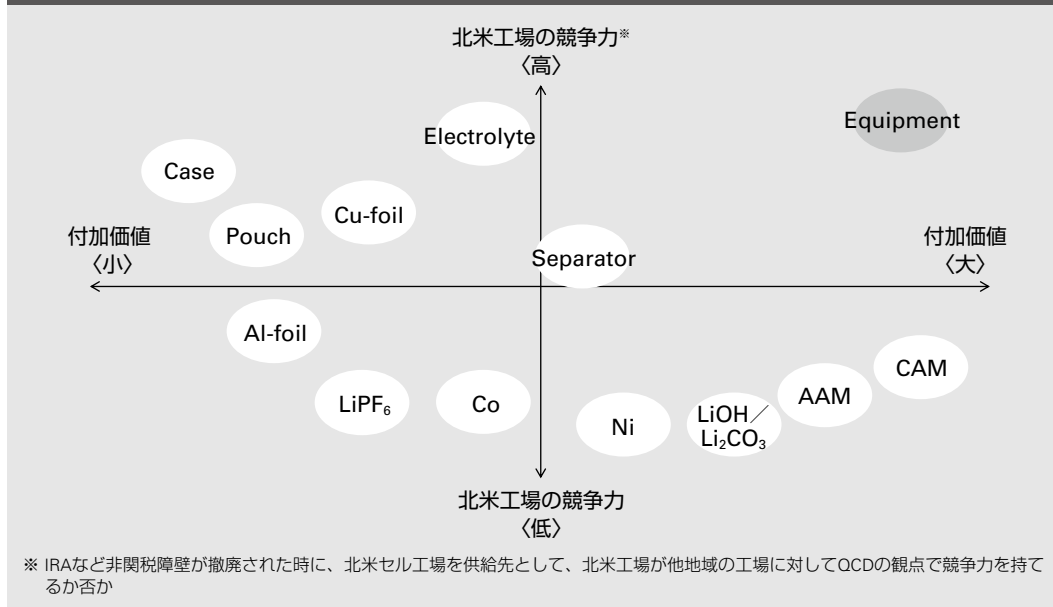 北米工場の競争力※
〈高〉
Equipment
Electrolyte
Case
Cu-foil
Pouch
付加価値
〈小〉
付加価値
〈大〉
Separator
Al-foil
CAM
AAM
LiPF₆
Co
Ni
LiOH／
Li₂CO₃
北米工場の競争力
〈低〉
※ IRAなど非関税障壁が撤廃された時に、北米セル工場を供給先として、北米工場が他地域の工場に対してQCDの観点で競争力を持て
るか否か